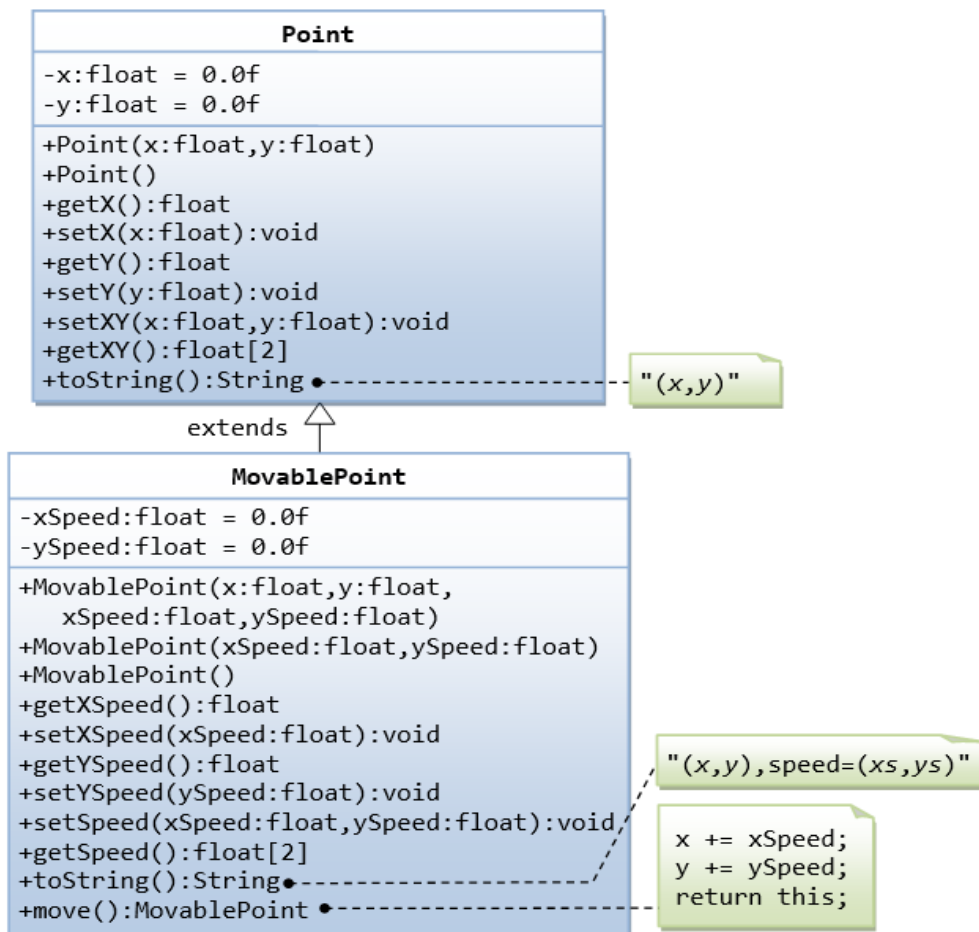 Point
-x:float = 0.0f
-y:float = 0.0f
+Point(x:float,y:float)
+Point()
+getX():float
+setX(x:float):void
+getY():float
+setY(y:float):void
+setXY(x:float,y:float):void
+getXY():float[2]
+toString():String
"(x,y)"
extends
MovablePoint
-xSpeed:float = 0.0f
-ySpeed:float = 0.0f
+MovablePoint(x:float,y:float,
xSpeed:float,ySpeed:float)
+MovablePoint(xSpeed:float,ySpeed:float)
+MovablePoint()
+getXSpeed():float
+setXSpeed(xSpeed:float):void
+getYSpeed():float
+setYSpeed(ySpeed:float):void
+setSpeed(xSpeed:float,ySpeed:float):void
+getSpeed():float[2]
+toString():String
+move():MovablePoint
"(x,y),speed=(xs,ys)"
x += xSpeed;
y += ySpeed;
return this;